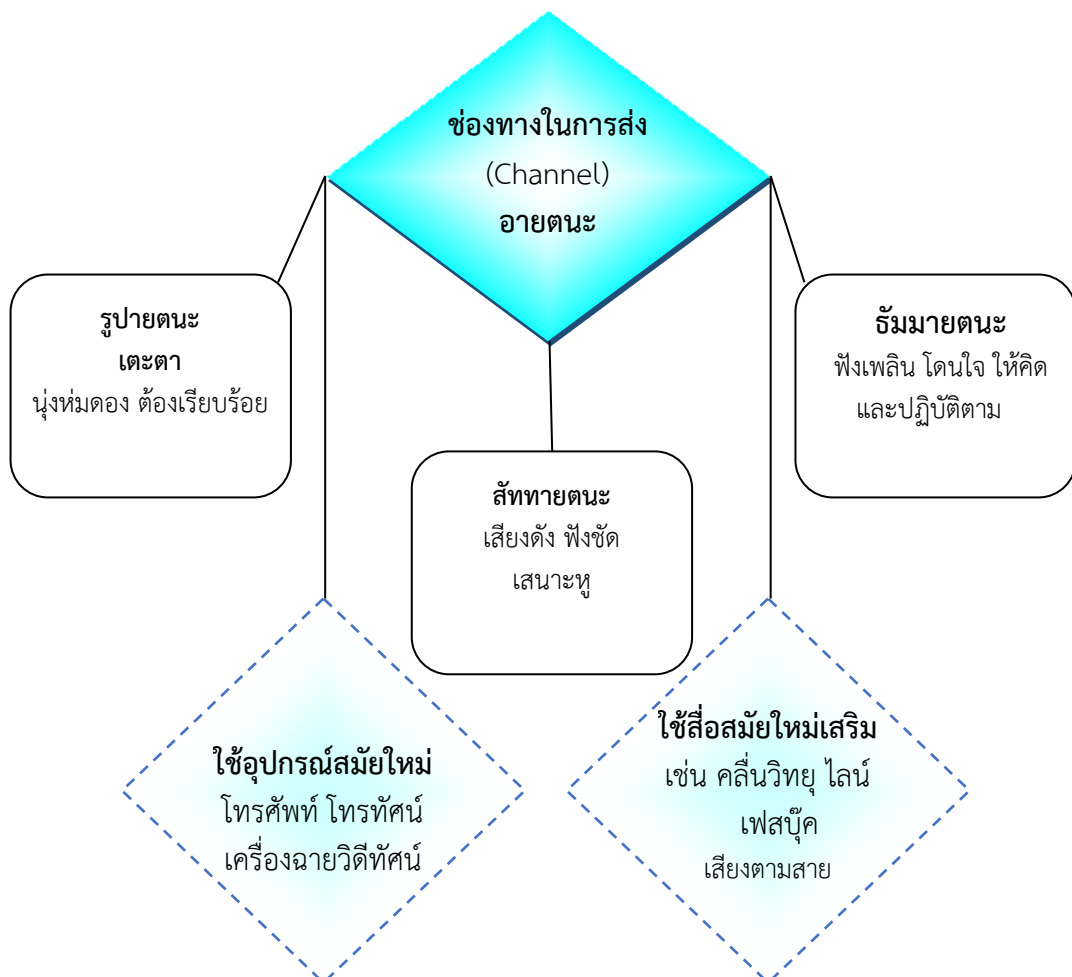 ช่องทางในการส่ง
(Channel)
อายตนะ
รูปายตนะ
เตะตา
นุ่งห่มดอง ต้องเรียบร้อย
ธัมมายตนะ
ฟังเพลิน โดนใจ ให้คิด
และปฏิบัติตาม
สัททายตนะ
เสียงดัง ฟังชัด
เสนาะหู
ใช้อุปกรณ์สมัยใหม่
โทรศัพท์ โทรทัศน์
เครื่องฉายวิดีทัศน์
ใช้สื่อสมัยใหม่เสริม
เช่น คลื่นวิทยุ ไลน์
เฟสบุ๊ค
เสียงตามสาย